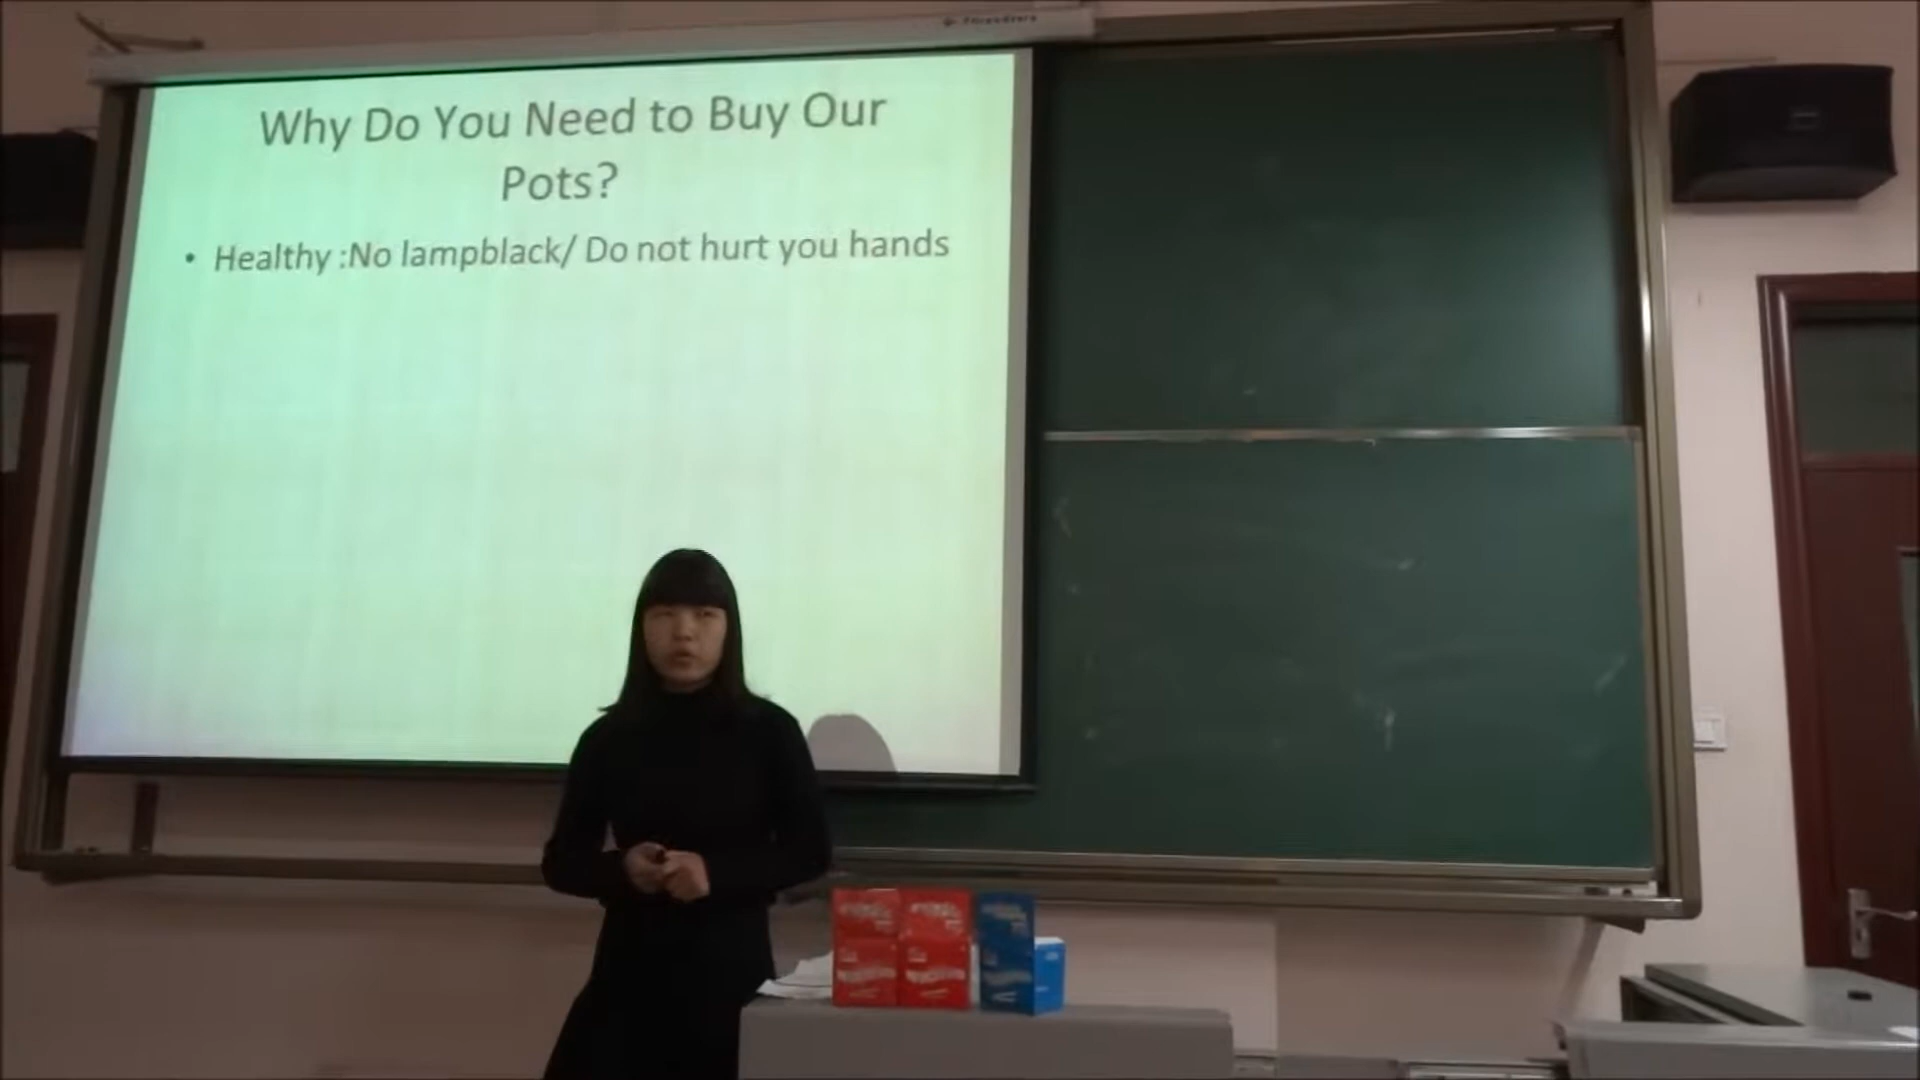 Why Do You Need to Buy Our
Pots?
• Healthy :No lampblack/ Do not hurt you hands